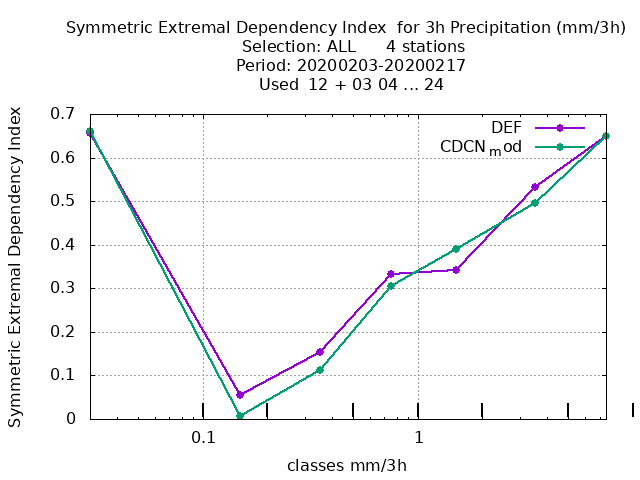 Symmetric Extremal Dependency Index  for 3h Precipitation (mm/3h)
Selection: ALL      4 stations
Period: 20200203-20200217
Used  12 + 03 04 ... 24
Symmetric Extremal Dependency Index
0.7
0.6
0.5
0.4
0.3
0.2
0.1
0
DEF
CDCN_mod
0.1
1
classes mm/3h